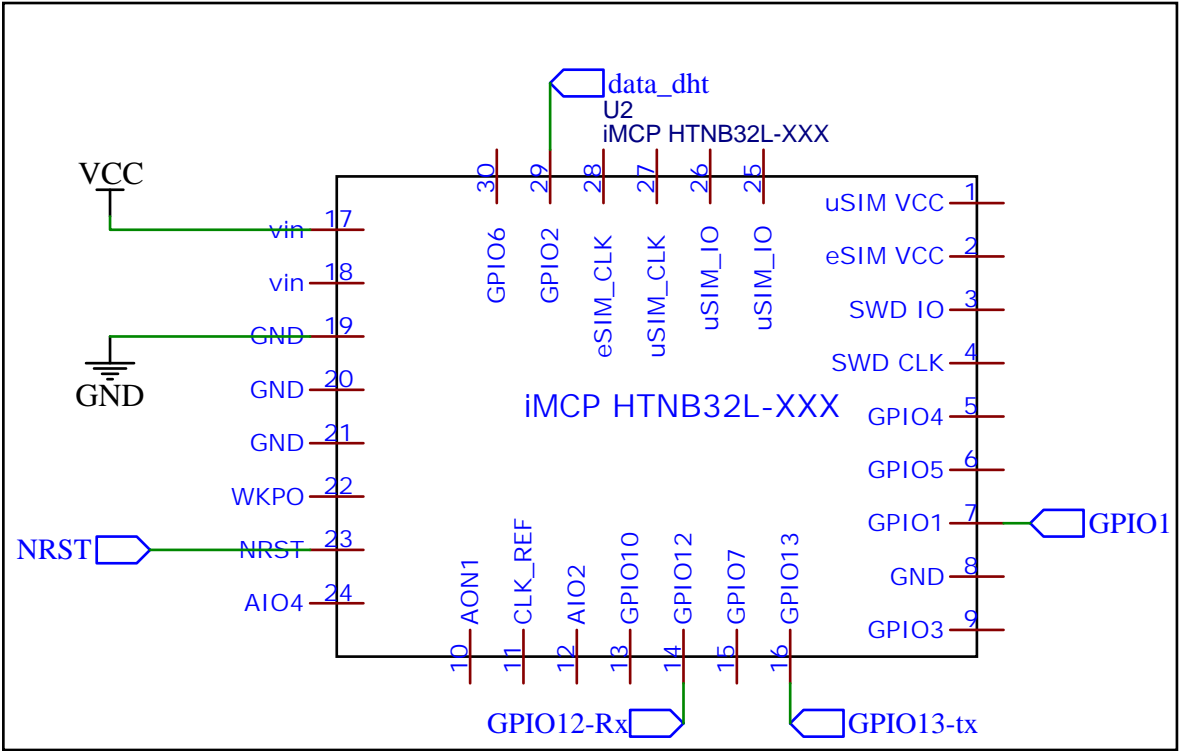 data_dht
U2
iMCP HTNB32L-XXX
VCC
30
29
28
27
26
25
GPIO6
GPIO2
eSIM_CLK
uSIM_CLK
uSIM_IO
uSIM_IO
vin 17
vin 18
GND 19
GND
GND 20
GND 21
WKPO 22
NRST
NRST 23
AIO4 24
iMCP HTNB32L-XXX
uSIM VCC 1
eSIM VCC 2
SWD IO 3
SWD CLK 4
GPIO4 5
GPIO5 6
GPIO1 7
GPIO1
GND 8
GPIO3 9
AON1
CLK_REF
AIO2
GPIO10
GPIO12
GPIO7
GPIO13
10
11
12
13
14
15
16
GPIO12-Rx
GPIO13-tx